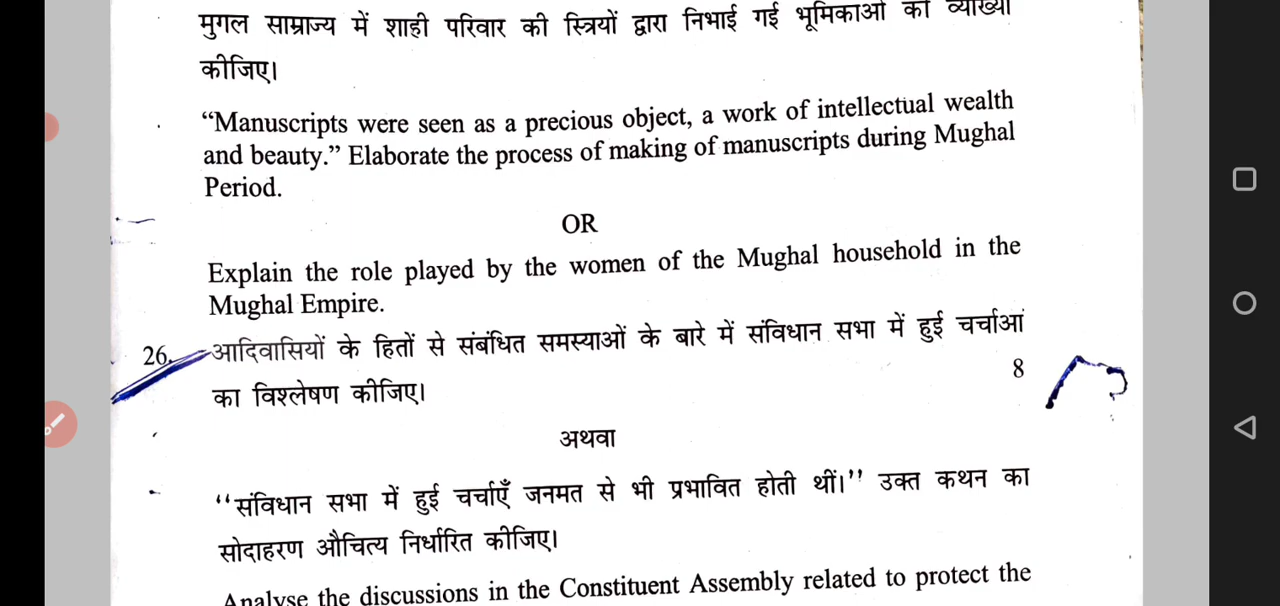 मुगल साम्राज्य में शाही परिवार की स्त्रियों द्वारा निभाई गई भूमिकाओं की व्याख्या
कीजिए।
“Manuscripts were seen as a precious object, a work of intellectual wealth
and beauty.” Elaborate the process of making of manuscripts during Mughal
Period.
OR
Explain the role played by the women of the Mughal household in the
Mughal Empire.
26. आदिवासियों के हितों से संबंधित समस्याओं के बारे में संविधान सभा में हुई चर्चाओं
का विश्लेषण कीजिए। 8
अथवा
‘‘संविधान सभा में हुई चर्चाएँ जनमत से भी प्रभावित होती थीं।’’ उक्त कथन का
सोदाहरण औचित्य निर्धारित कीजिए।
Analyse the discussions in the Constituent Assembly related to protect the